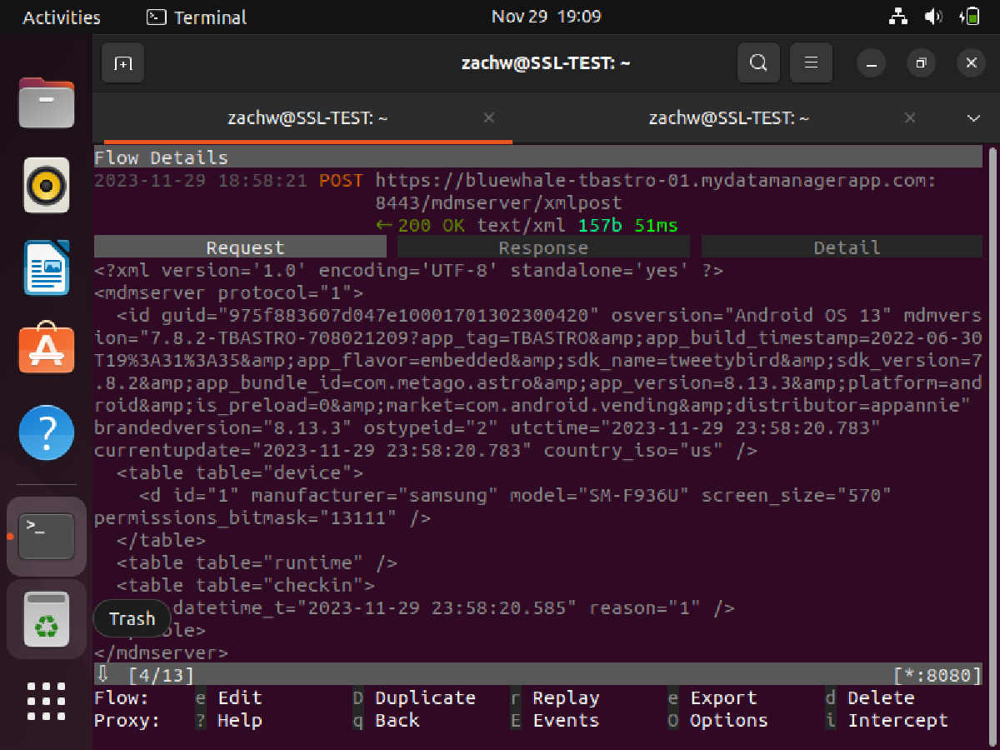 Activities Terminal Nov 29 19:09
zachw@SSL-TEST: ~
zachw@SSL-TEST: ~ × zachw@SSL-TEST: ~ ×
Flow Details
2023-11-29 18:58:21 POST https://bluewhale-tbastro-01.mydatamanagerapp.com:
8443/mdmserver/xmlpost
← 200 OK text/xml 157b 51ms
Request Response Detail
<?xml version='1.0' encoding='UTF-8' standalone='yes' ?>
<mdmserver protocol="1">
<id guid="975f883607d047e10001701302300420" osversion="Android OS 13" mdmvers
ion="7.8.2-TBASTRO-708021209?app_tag=TBASTRO&amp;app_build_timestamp=2022-06-30
T19%3A31%3A35&amp;app_flavor=embedded&amp;sdk_name=tweetybird&amp;sdk_version=7
.8.2&amp;app_bundle_id=com.metago.astro&amp;app_version=8.13.3&amp;platform=and
roid&amp;is_preload=0&amp;market=com.android.vending&amp;distributor=appannie"
brandedversion="8.13.3" ostypeid="2" utctime="2023-11-29 23:58:20.783"
currentupdate="2023-11-29 23:58:20.783" country_iso="us" />
<table table="device">
<d id="1" manufacturer="samsung" model="SM-F936U" screen_size="570"
permissions_bitmask="13111" />
</table>
<table table="runtime" />
<table table="checkin">
datetime_t="2023-11-29 23:58:20.585" reason="1" />
Trash
</mdmserver>
⇩ [4/13] [*:8080]
Flow: e Edit D Duplicate r Replay e Export d Delete
Proxy: ? Help q Back E Events O Options i Intercept